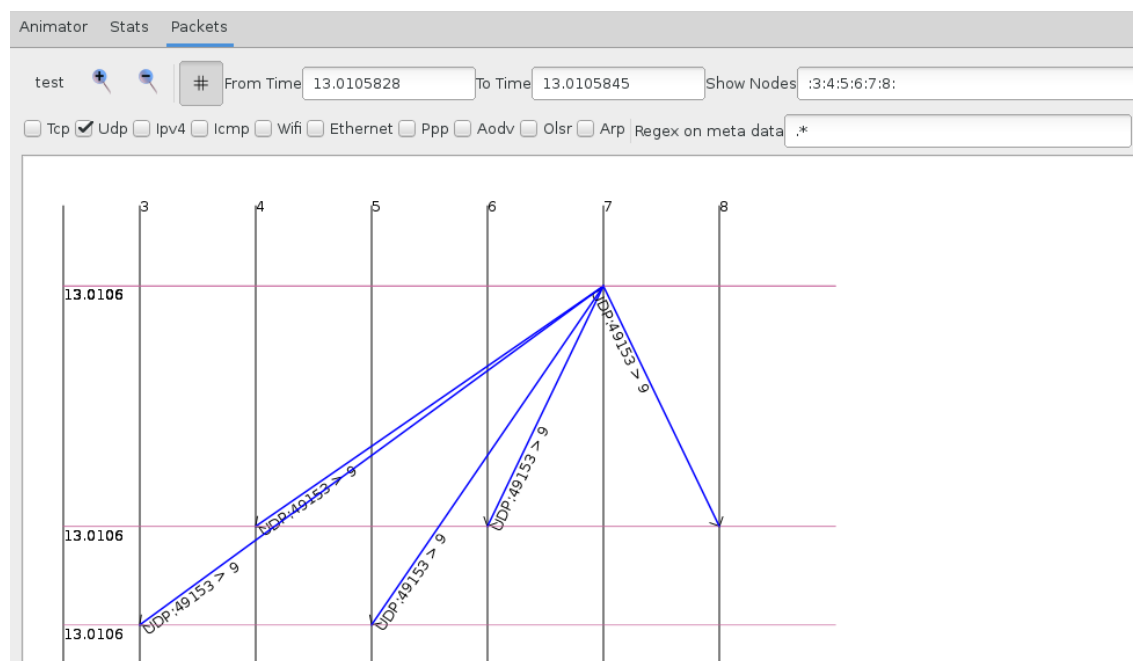 Animator Stats Packets
test # From Time 13.0105828 To Time 13.0105845 Show Nodes :3:4:5:6:7:8:
Tcp Udp Ipv4 Icmp Wifi Ethernet Ppp Aodv Olsr Arp Regex on meta data .*
3 4 5 6 7 8
13.0106
UDP:49153 > 9
UDP:49153 > 9
UDP:49153 > 9
13.0106
UDP:49153 > 9
UDP:49153 > 9
13.0106